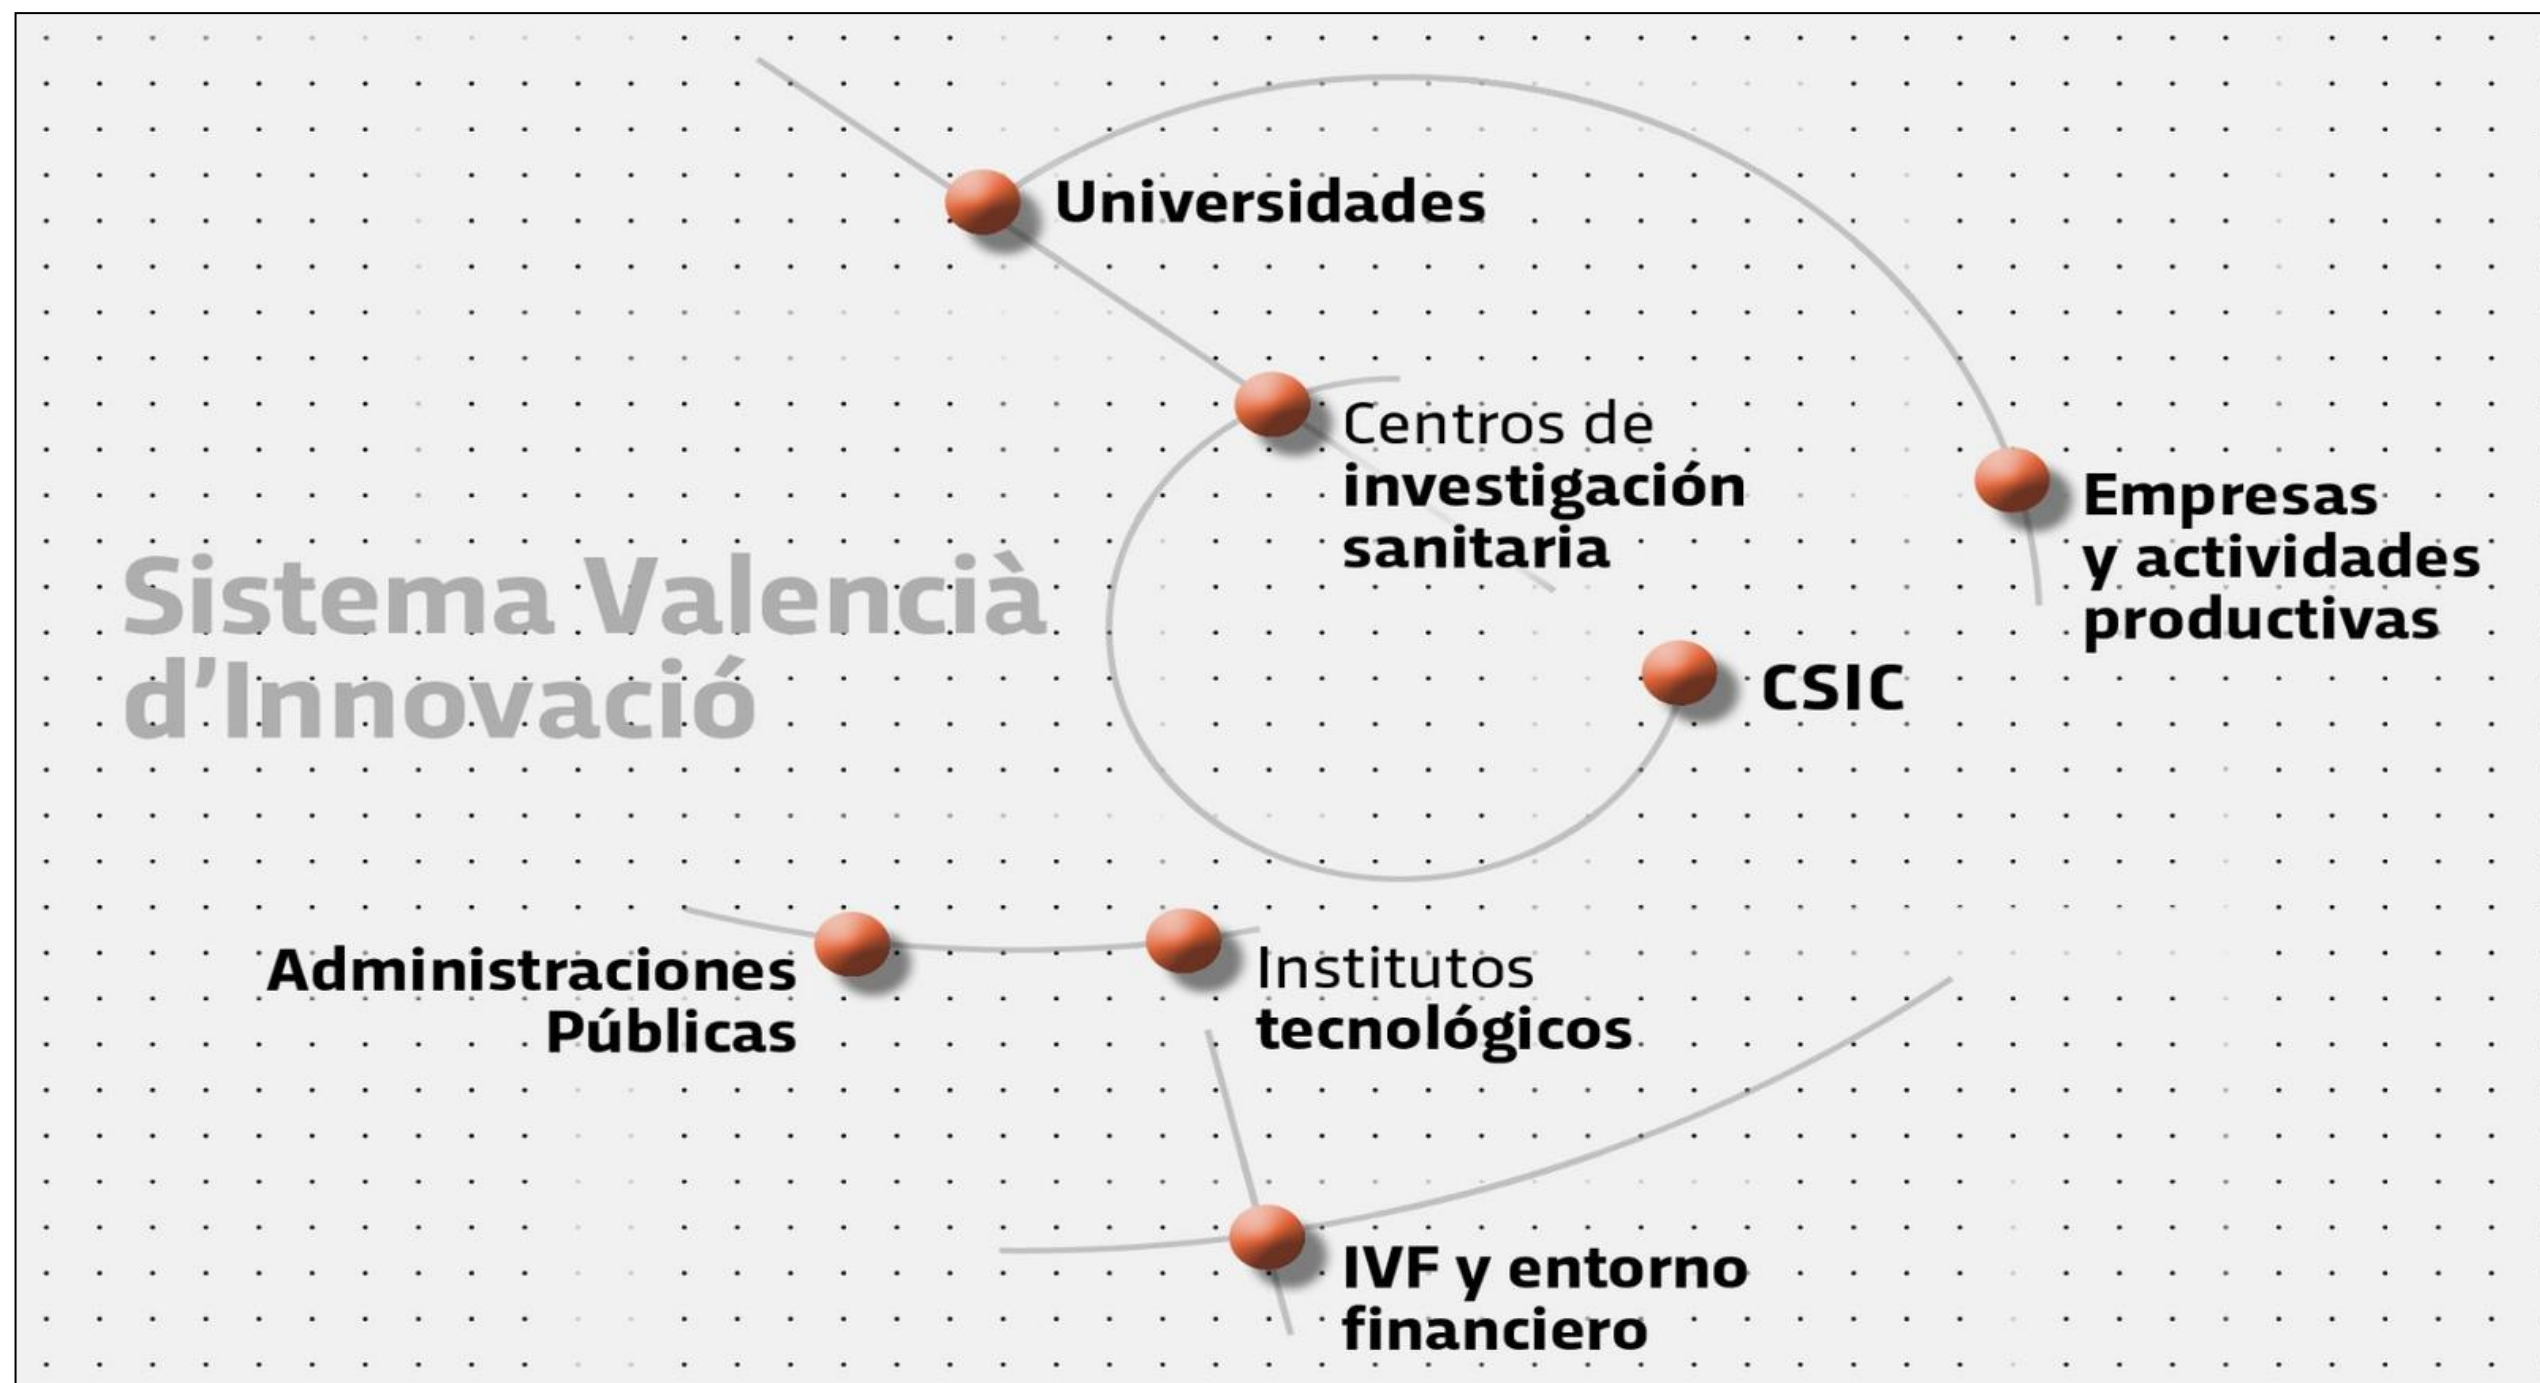 Universidades
Centros de
investigación
sanitaria
Empresas
y actividades
productivas
Sistema Valencià
d’Innovació
CSIC
Administraciones
Públicas
Institutos
tecnológicos
IVF y entorno
financiero